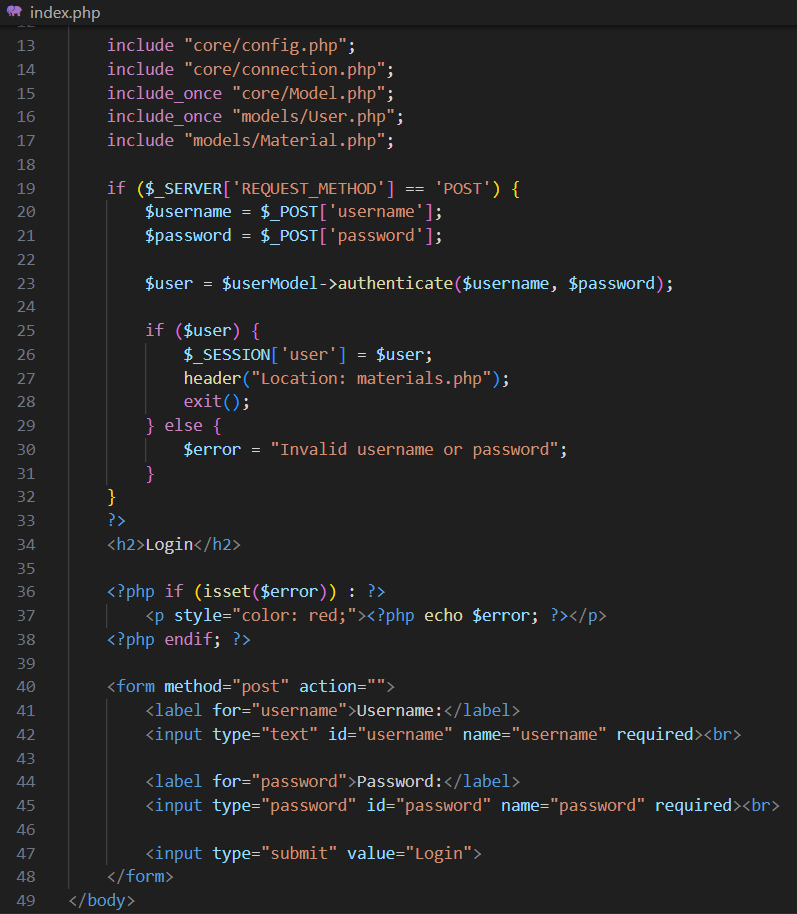 index.php
12
13 include "core/config.php";
14 include "core/connection.php";
15 include_once "core/Model.php";
16 include_once "models/User.php";
17 include "models/Material.php";
18
19 if ($_SERVER['REQUEST_METHOD'] == 'POST') {
20 $username = $_POST['username'];
21 $password = $_POST['password'];
22
23 $user = $userModel->authenticate($username, $password);
24
25 if ($user) {
26 $_SESSION['user'] = $user;
27 header("Location: materials.php");
28 exit();
29 } else {
30 $error = "Invalid username or password";
31 }
32 }
33 ?>
34 <h2>Login</h2>
35
36 <?php if (isset($error)) : ?>
37 <p style="color: red;"><?php echo $error; ?></p>
38 <?php endif; ?>
39
40 <form method="post" action="">
41 <label for="username">Username:</label>
42 <input type="text" id="username" name="username" required><br>
43
44 <label for="password">Password:</label>
45 <input type="password" id="password" name="password" required><br>
46
47 <input type="submit" value="Login">
48 </form>
49 </body>